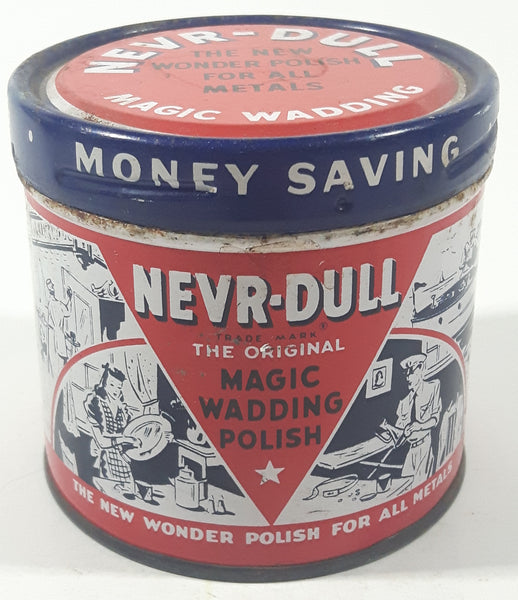 NEVR-DULL
THE NEW
WONDER POLISH
FOR ALL
METALS
MAGIC WADDING
MONEY SAVING
NEVR-DULL
TRADE MARK ®
THE ORIGINAL
MAGIC
WADDING
POLISH
THE NEW WONDER POLISH FOR ALL METALS